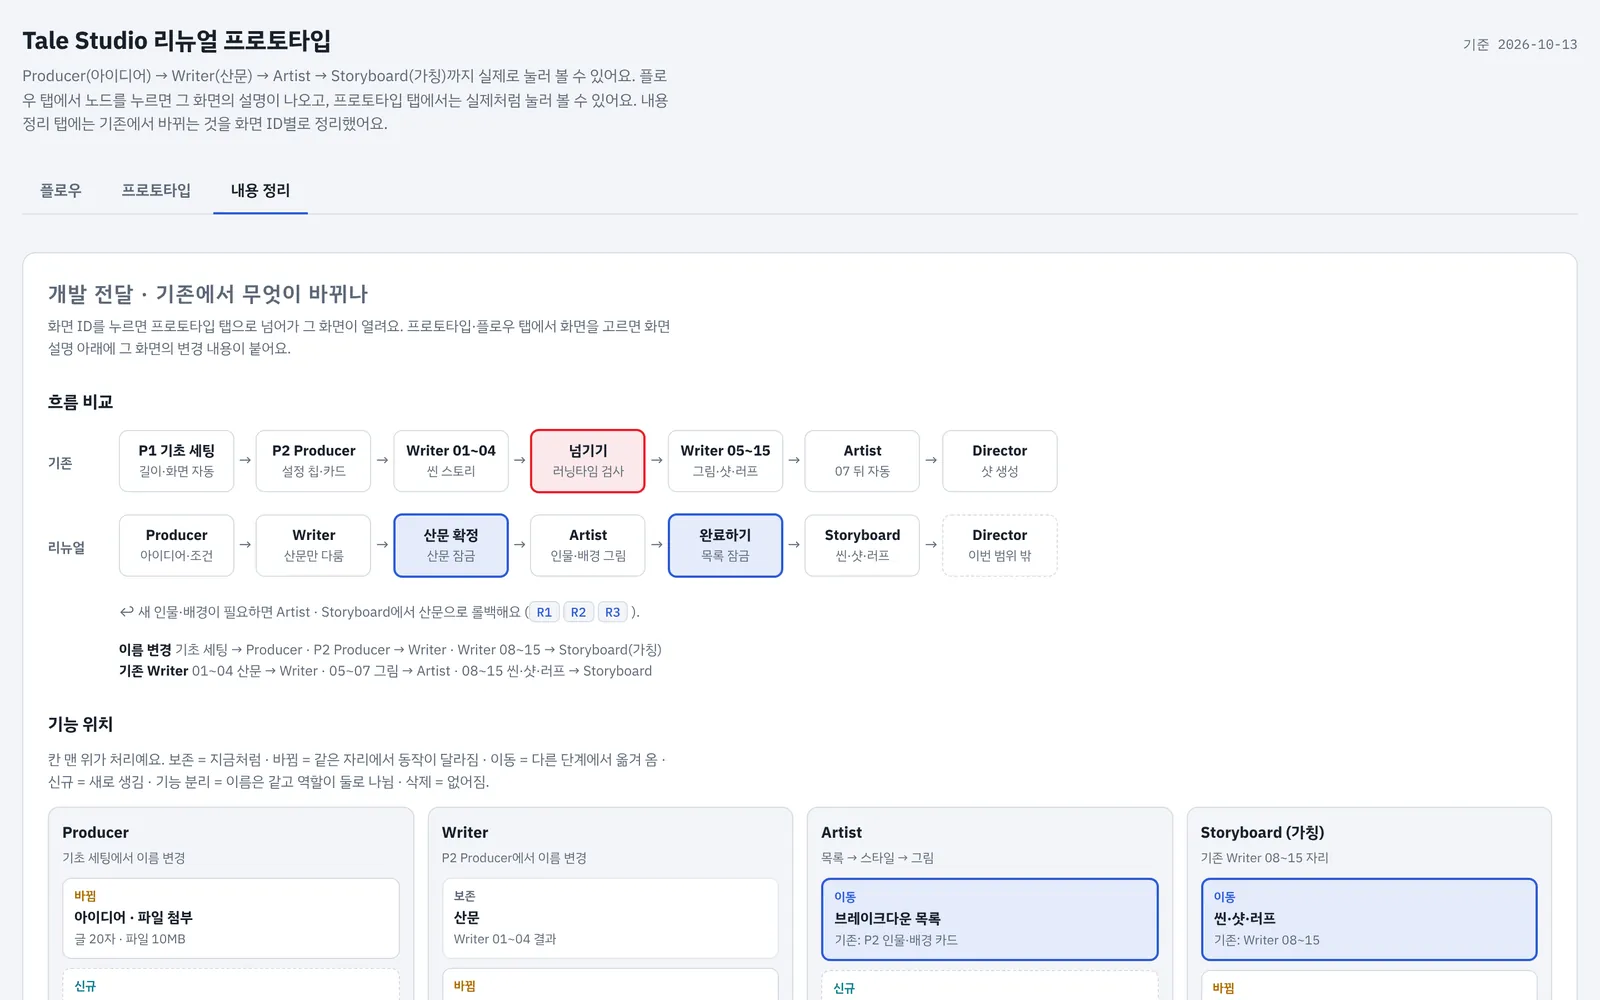 Tale Studio 리뉴얼 프로토타입
기준 2026-10-13
Producer(아이디어) → Writer(산문) → Artist → Storyboard(가칭)까지 실제로 눌러 볼 수 있어요. 플로
우 탭에서 노드를 누르면 그 화면의 설명이 나오고, 프로토타입 탭에서는 실제처럼 눌러 볼 수 있어요. 내용
정리 탭에는 기존에서 바뀌는 것을 화면 ID별로 정리했어요.
플로우
프로토타입
내용 정리
개발 전달 · 기존에서 무엇이 바뀌나
화면 ID를 누르면 프로토타입 탭으로 넘어가 그 화면이 열려요. 프로토타입·플로우 탭에서 화면을 고르면 화면
설명 아래에 그 화면의 변경 내용이 붙어요.
흐름 비교
기존
P1 기초 세팅
길이·화면 자동
→
P2 Producer
설정 칩·카드
→
Writer 01~04
씬 스토리
→
넘기기
러닝타임 검사
→
Writer 05~15
그림·샷·러프
→
Artist
07 뒤 자동
→
Director
샷 생성
리뉴얼
Producer
아이디어·조건
→
Writer
산문만 다룸
→
산문 확정
산문 잠금
→
Artist
인물·배경 그림
→
완료하기
목록 잠금
→
Storyboard
씬·샷·러프
→
Director
이번 범위 밖
↩ 새 인물·배경이 필요하면 Artist · Storyboard에서 산문으로 롤백해요 ( R1 R2 R3 ).
이름 변경 기초 세팅 → Producer · P2 Producer → Writer · Writer 08~15 → Storyboard(가칭)
기존 Writer 01~04 산문 → Writer · 05~07 그림 → Artist · 08~15 씬·샷·러프 → Storyboard
기능 위치
칸 맨 위가 처리예요. 보존 = 지금처럼 · 바뀜 = 같은 자리에서 동작이 달라짐 · 이동 = 다른 단계에서 옮겨 옴 ·
신규 = 새로 생김 · 기능 분리 = 이름은 같고 역할이 둘로 나뉨 · 삭제 = 없어짐.
Producer
기초 세팅에서 이름 변경
바뀜
아이디어 · 파일 첨부
글 20자 · 파일 10MB
신규
Writer
P2 Producer에서 이름 변경
보존
산문
Writer 01~04 결과
바뀜
Artist
목록 → 스타일 → 그림
이동
브레이크다운 목록
기존: P2 인물·배경 카드
신규
Storyboard (가칭)
기존 Writer 08~15 자리
이동
씬·샷·러프
기존: Writer 08~15
바뀜